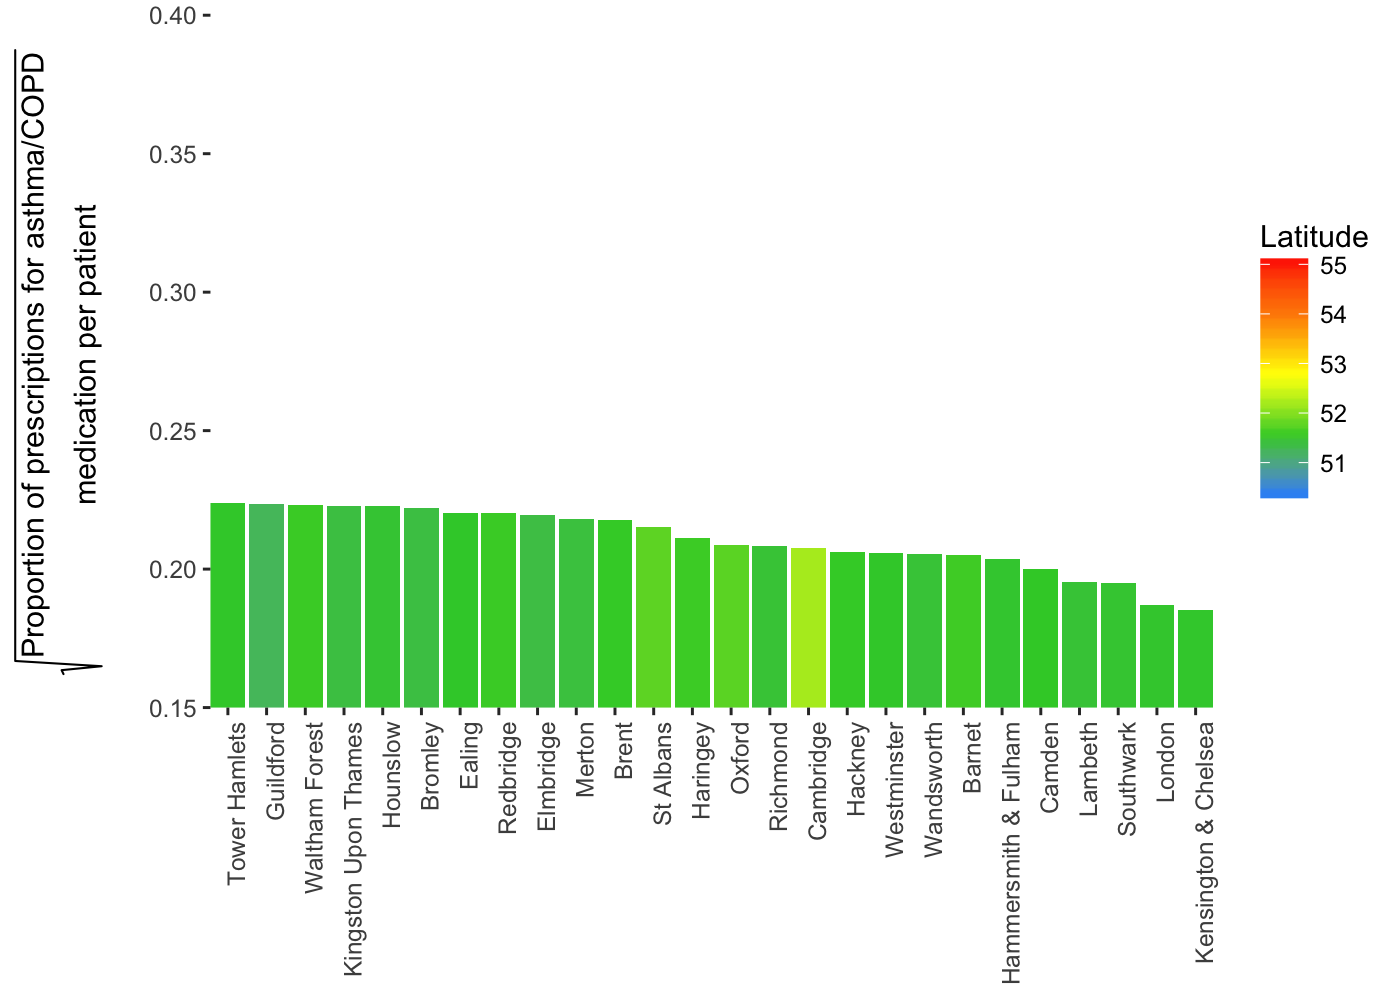 Proportion of prescriptions for asthma/COPD
medication per patient
0.40
0.35
0.30
0.25
0.20
0.15
Tower Hamlets
Guildford
Waltham Forest
Kingston Upon Thames
Hounslow
Bromley
Ealing
Redbridge
Elmbridge
Merton
Brent
St Albans
Haringey
Oxford
Richmond
Cambridge
Hackney
Westminster
Wandsworth
Barnet
Hammersmith & Fulham
Camden
Lambeth
Southwark
London
Kensington & Chelsea
Latitude
55
54
53
52
51